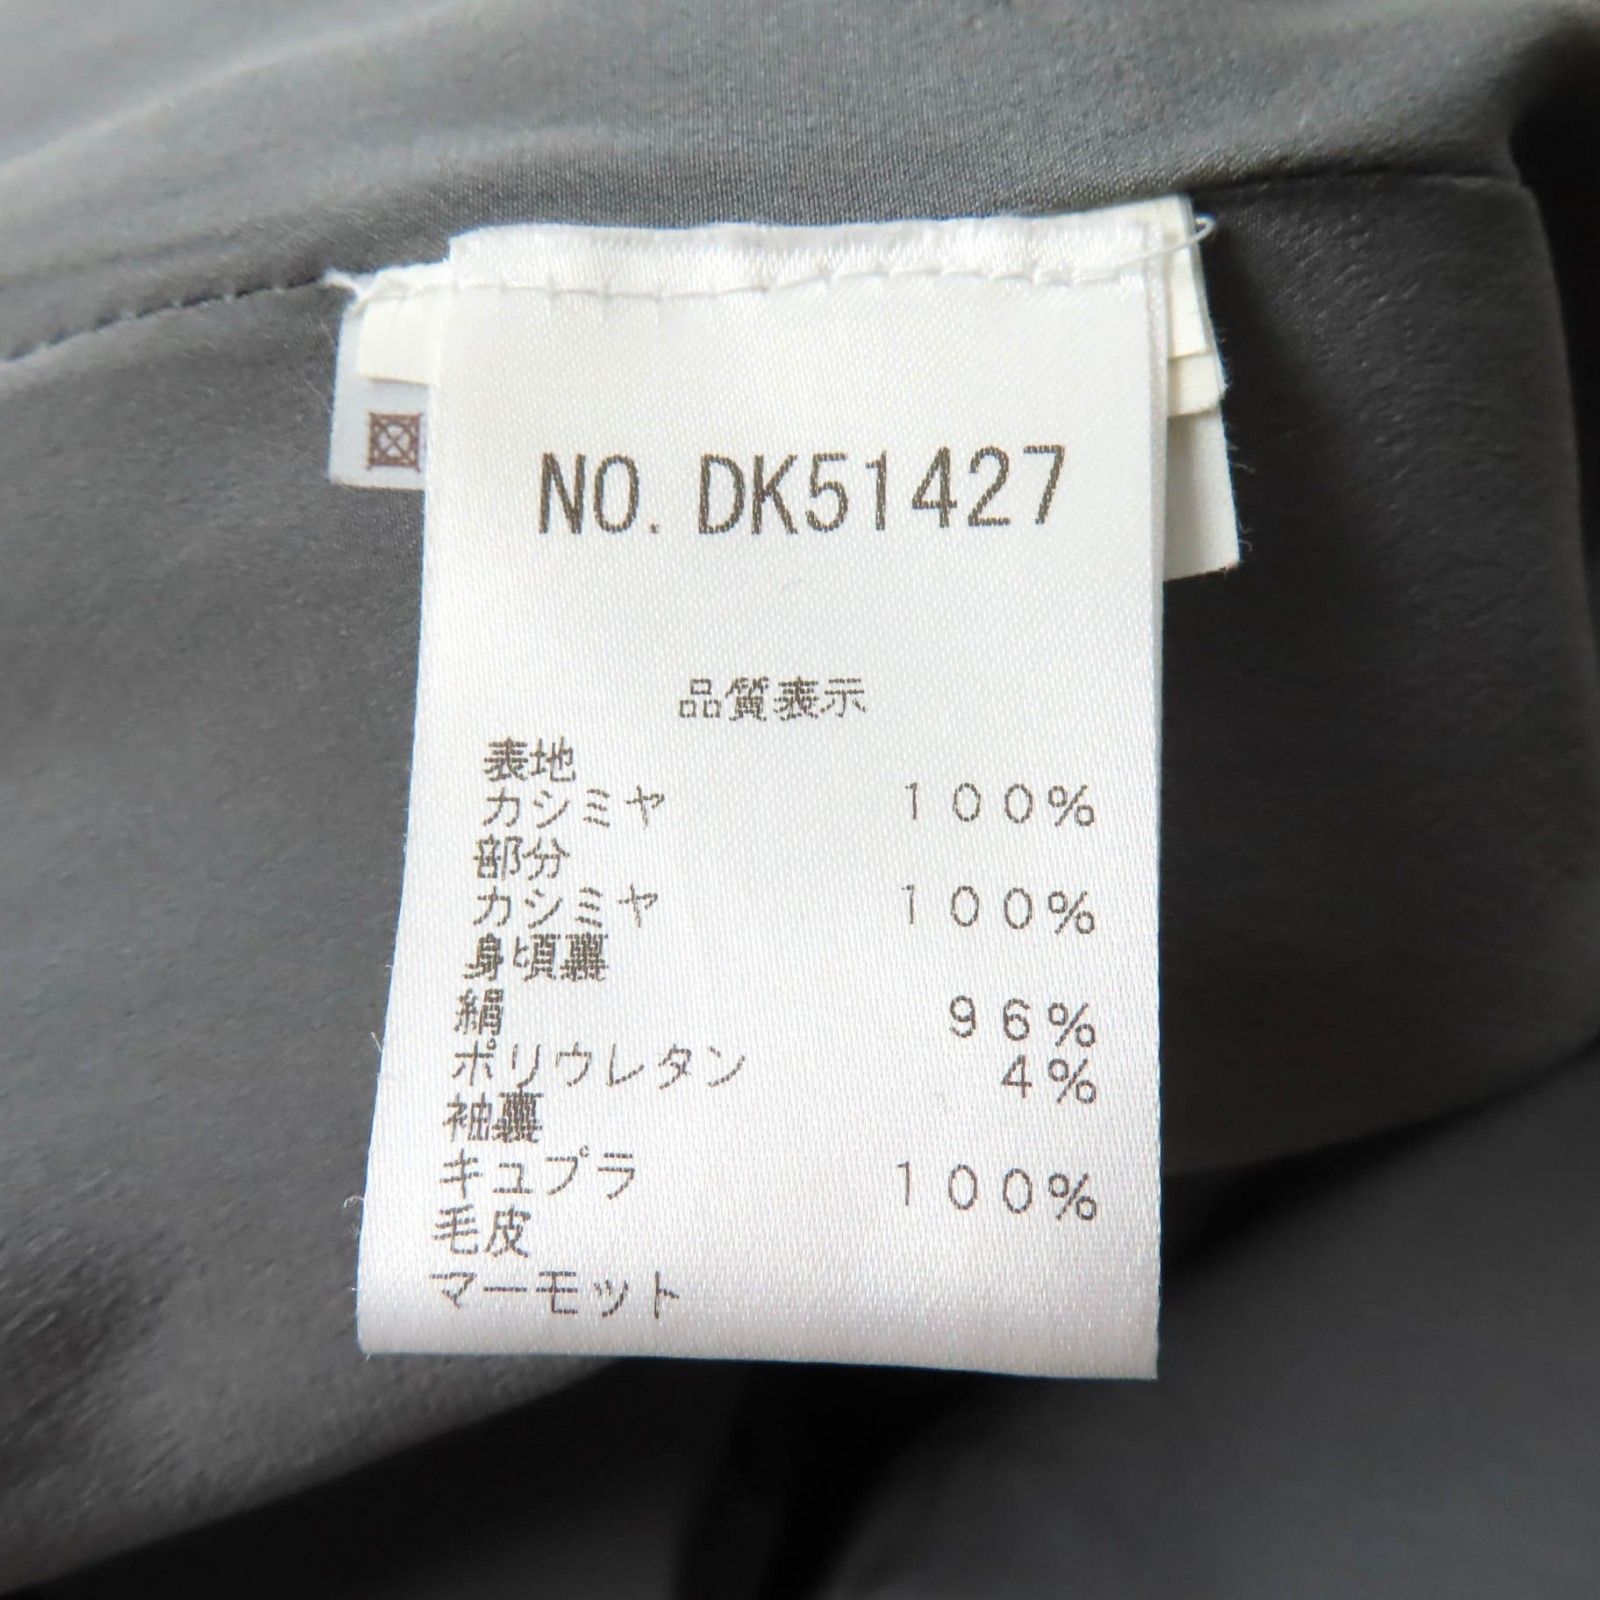 NO. DK51427
品質表示
表地
カシミヤ 100%
部分
カシミヤ 100%
身頃裏
絹 96%
ポリウレタン 4%
袖裏
キュプラ 100%
毛皮
マーモット